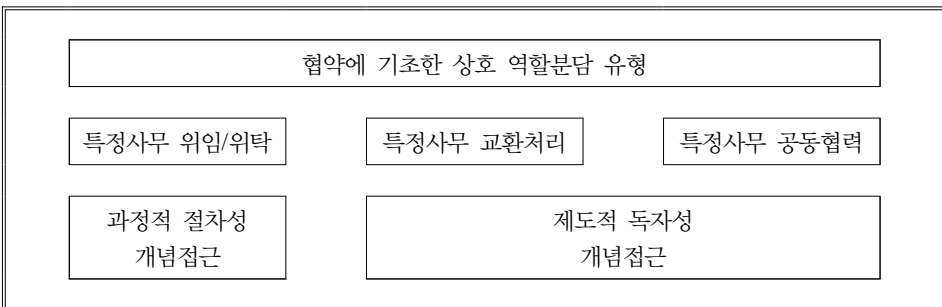 협약에 기초한 상호 역할분담 유형
특정사무 위임/위탁
특정사무 교환처리
특정사무 공동협력
과정적 절차성
개념접근
제도적 독자성
개념접근